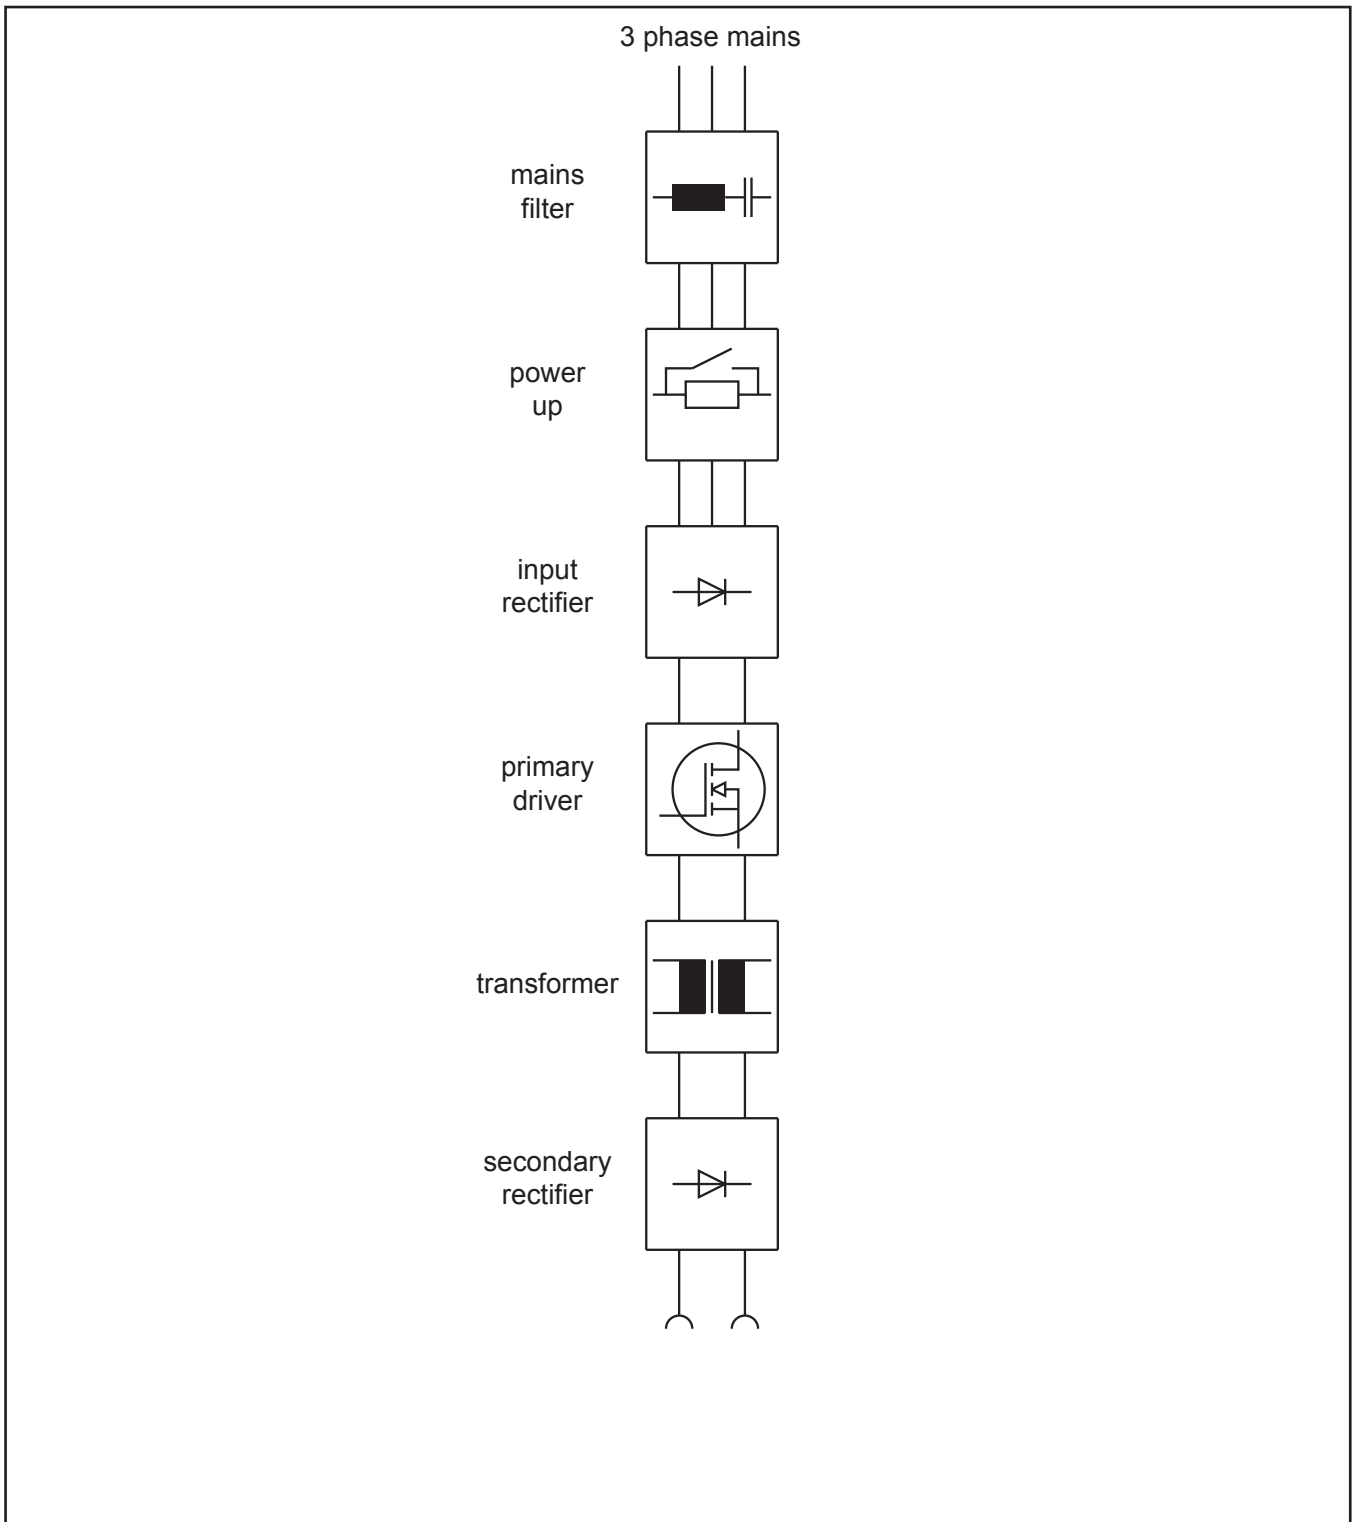 3 phase mains
mains
filter
power
up
input
rectifier
primary
driver
transformer
secondary
rectifier